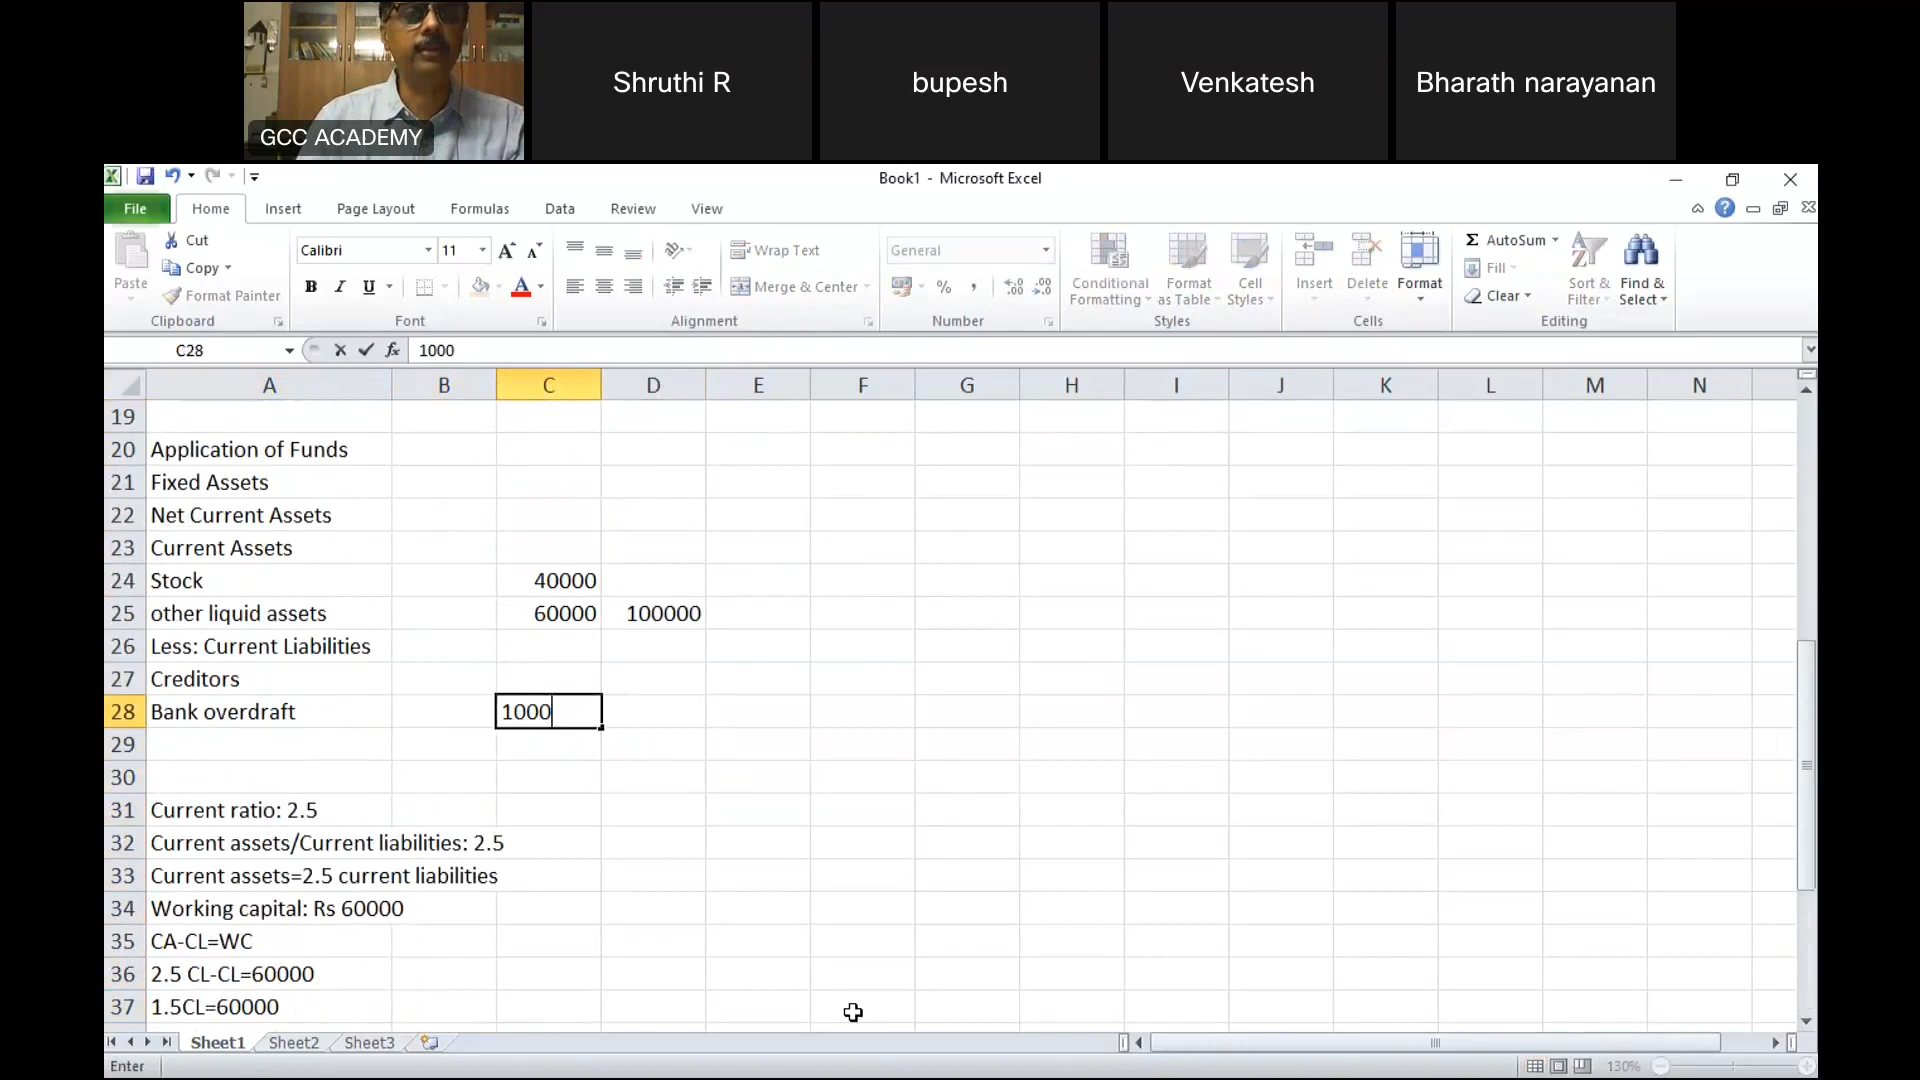 Shruthi R
bupesh
Venkatesh
Bharath narayanan
GCC ACADEMY
Book1 - Microsoft Excel
File Home Insert Page Layout Formulas Data Review View
Paste
Cut
Copy
Format Painter
Clipboard
Calibri 11
B I U
Font
Wrap Text
Merge & Center
Alignment
General
Number
Conditional Formatting
Format as Table
Cell Styles
Styles
Insert Delete Format
Cells
AutoSum
Fill
Clear
Sort & Filter
Find & Select
Editing
C28 fx 1000
A B C D E F G H I J K L M N
19
20 Application of Funds
21 Fixed Assets
22 Net Current Assets
23 Current Assets
24 Stock 40000
25 other liquid assets 60000 100000
26 Less: Current Liabilities
27 Creditors
28 Bank overdraft 1000
29
30
31 Current ratio: 2.5
32 Current assets/Current liabilities: 2.5
33 Current assets=2.5 current liabilities
34 Working capital: Rs 60000
35 CA-CL=WC
36 2.5 CL-CL=60000
37 1.5CL=60000
Sheet1 Sheet2 Sheet3
Enter 130%